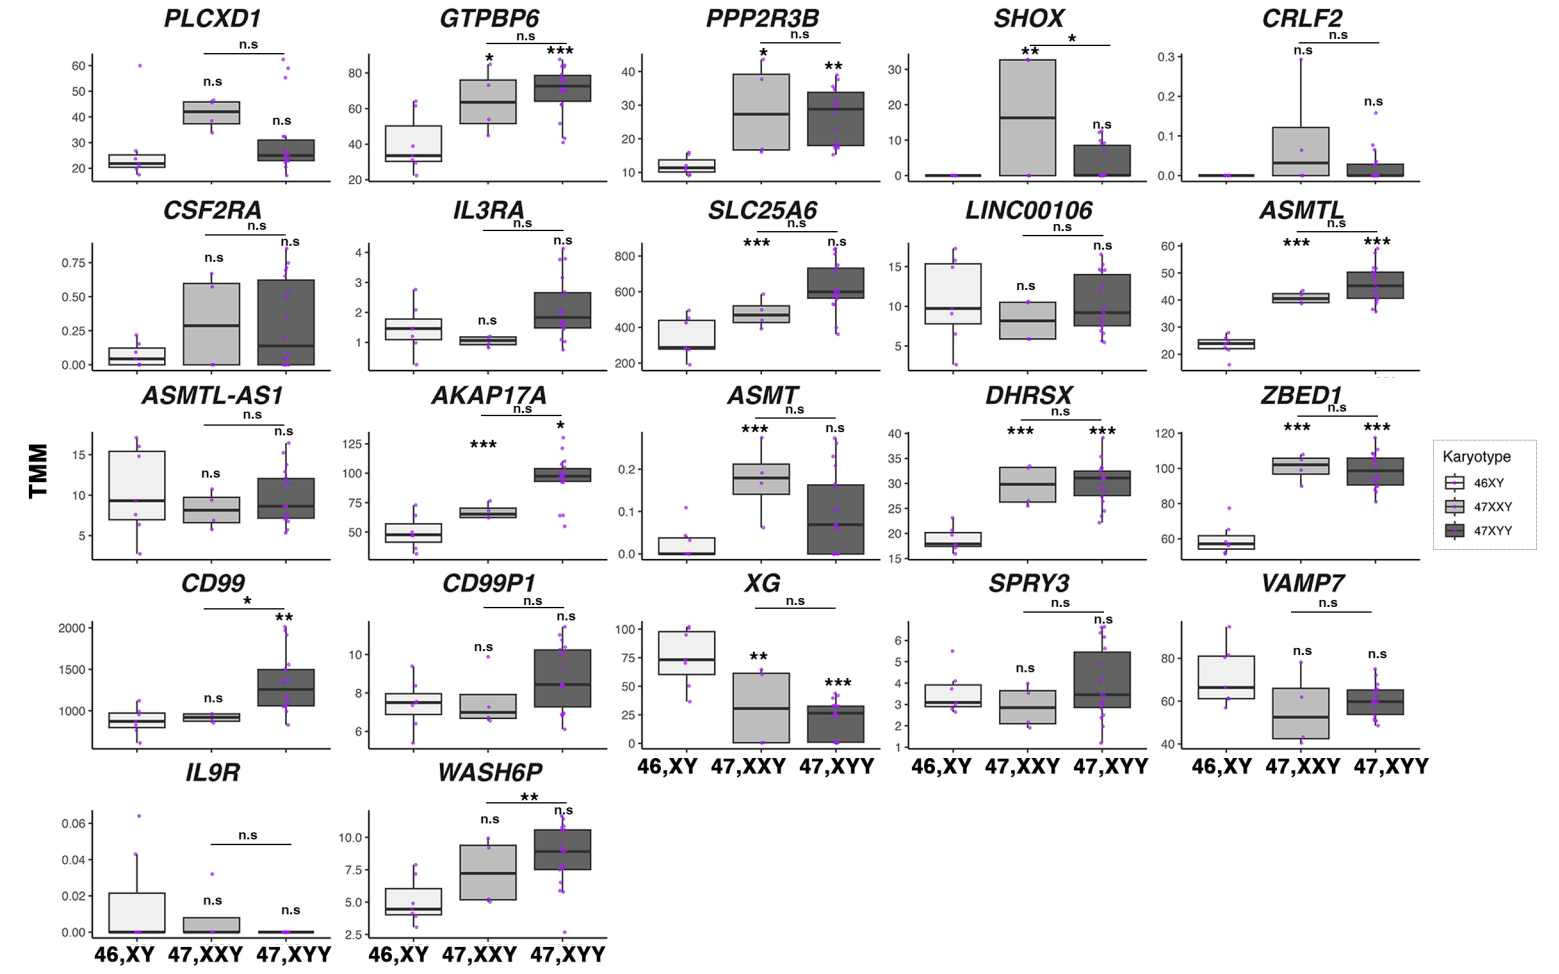 PLCXD1 GTPBP6 PPP2R3B SHOX CRLF2
n.s n.s n.s * n.s
n.s n.s * *** * ** ** n.s n.s n.s
60 50 40 30 20
80 60 40 20
40 30 20 10
30 20 10 0
0.3 0.2 0.1 0.0
CSF2RA IL3RA SLC25A6 LINC00106 ASMTL
n.s n.s n.s n.s n.s
n.s n.s n.s n.s *** n.s n.s n.s *** ***
0.75 0.50 0.25 0.00
4 3 2 1
800 600 400 200
15 10 5
60 50 40 30 20
ASMTL-AS1 AKAP17A ASMT DHRSX ZBED1
n.s n.s n.s n.s n.s
n.s n.s *** * *** n.s *** *** *** ***
15 10 5
125 100 75 50
0.2 0.1 0.0
40 35 30 25 20 15
120 100 80 60
TMM
Karyotype
46XY
47XXY
47XYY
CD99 CD99P1 XG SPRY3 VAMP7
* n.s n.s n.s n.s
n.s ** n.s n.s ** *** n.s n.s n.s n.s
2000 1500 1000
10 8 6
100 75 50 25 0
6 5 4 3 2 1
80 60 40
46,XY 47,XXY 47,XYY 46,XY 47,XXY 47,XYY 46,XY 47,XXY 47,XYY
IL9R WASH6P
n.s **
n.s n.s n.s n.s
0.06 0.04 0.02 0.00
10.0 7.5 5.0 2.5
46,XY 47,XXY 47,XYY 46,XY 47,XXY 47,XYY